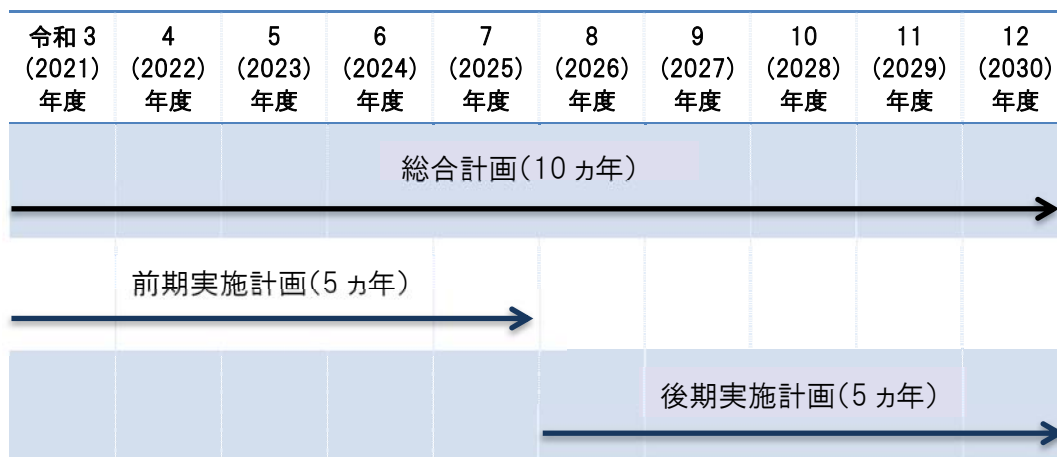 令和 3 4 5 6 7 8 9 10 11 12
(2021) (2022) (2023) (2024) (2025) (2026) (2027) (2028) (2029) (2030)
年度 年度 年度 年度 年度 年度 年度 年度 年度 年度
総合計画(10 ヵ年)
前期実施計画(5 ヵ年)
後期実施計画(5 ヵ年)